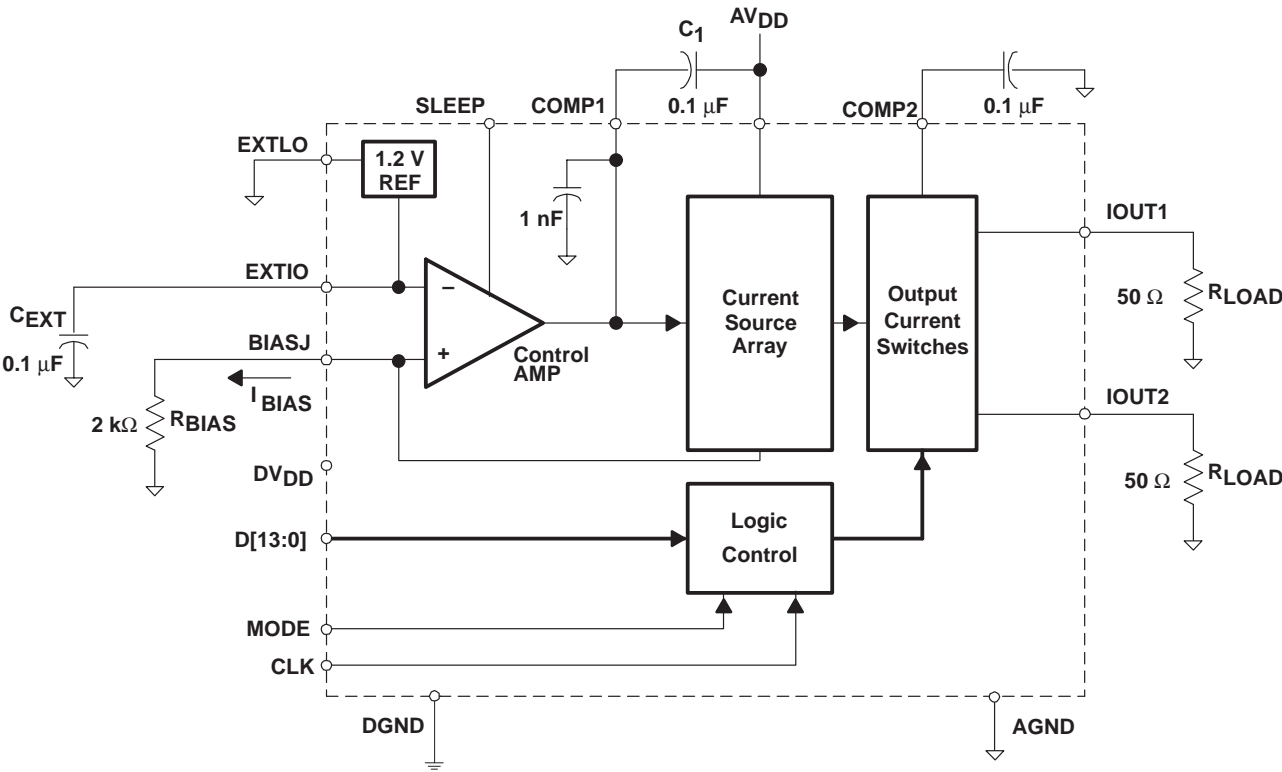 AVDD
C1
0.1 µF
0.1 µF
SLEEP
COMP1
COMP2
EXTLO
1.2 V
REF
1 nF
IOUT1
EXTIO
−
Current
Source
Array
Output
Current
Switches
50 Ω
RLOAD
CEXT
0.1 µF
BIASJ
+
Control
AMP
IBIAS
2 kΩ
RBIAS
IOUT2
DVDD
50 Ω
RLOAD
D[13:0]
Logic
Control
MODE
CLK
DGND
AGND